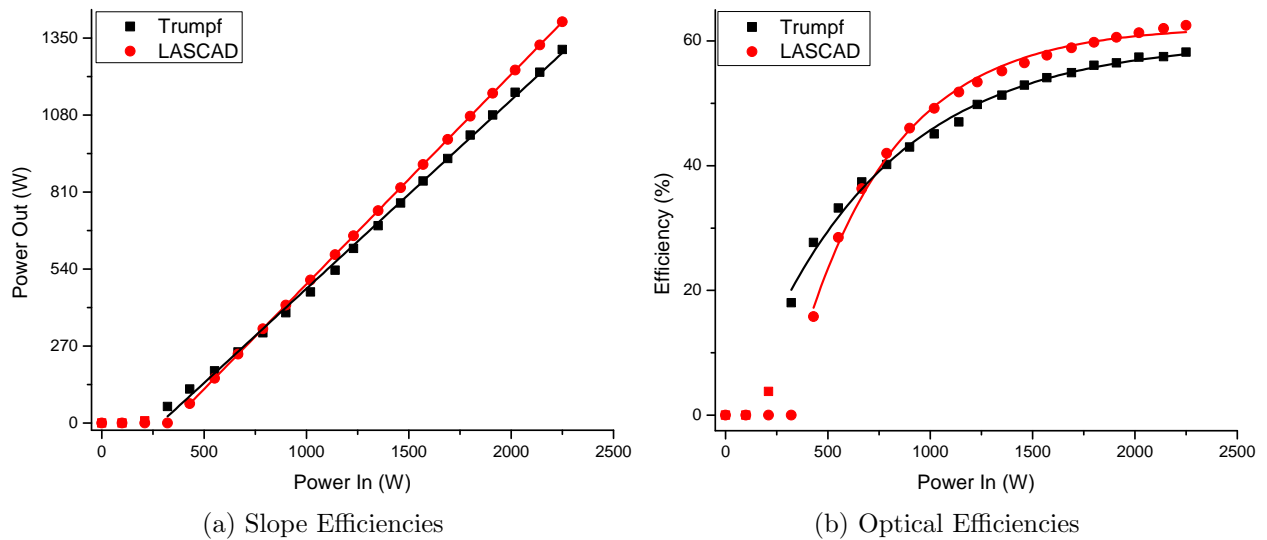 Trumpf
LASCAD
1350
1080
810
540
270
0
Power Out (W)
0 500 1000 1500 2000 2500
Power In (W)
(a) Slope Efficiencies
Trumpf
LASCAD
60
40
20
0
Efficiency (%)
0 500 1000 1500 2000 2500
Power In (W)
(b) Optical Efficiencies